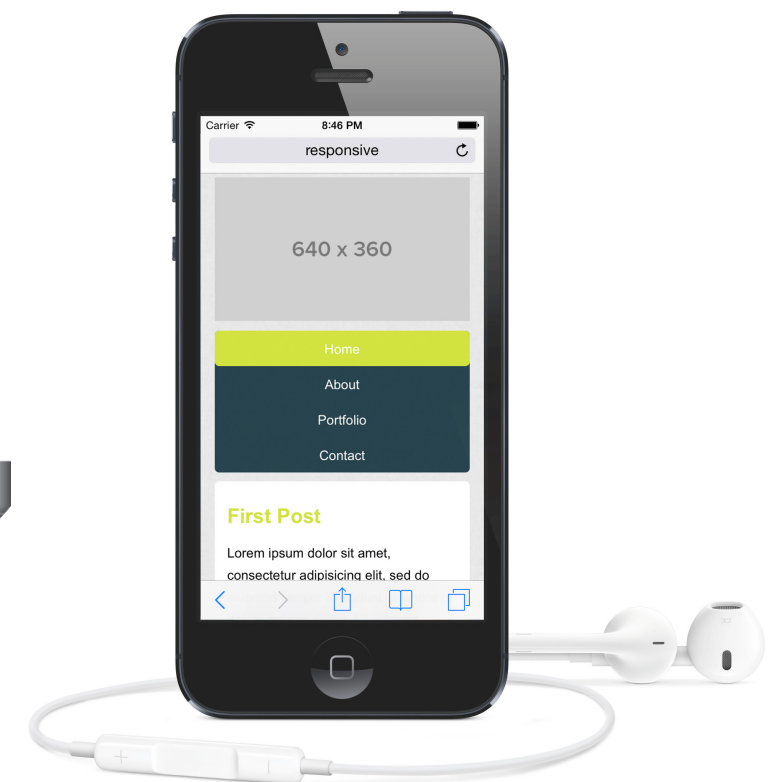 Carrier 8:46 PM
responsive
640 x 360
Home
About
Portfolio
Contact
First Post
Lorem ipsum dolor sit amet,
consectetur adipisicing elit, sed do